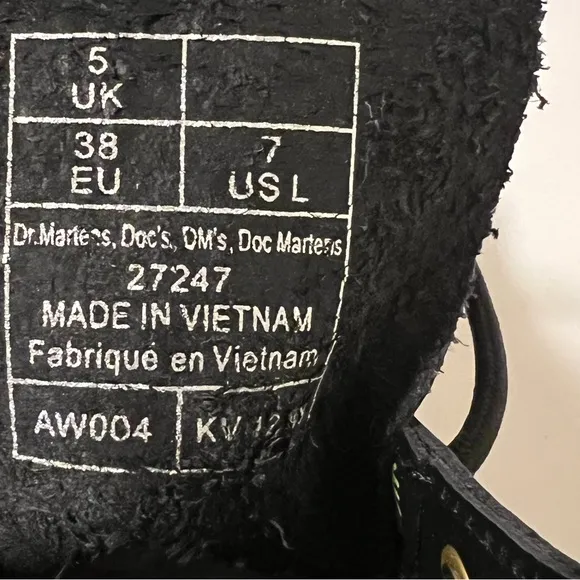 5
UK
38
EU
7
US L
Dr.Martens, Doc's, DM's, Doc Martens
27247
MADE IN VIETNAM
Fabriqué en Vietnam
AW004
KV